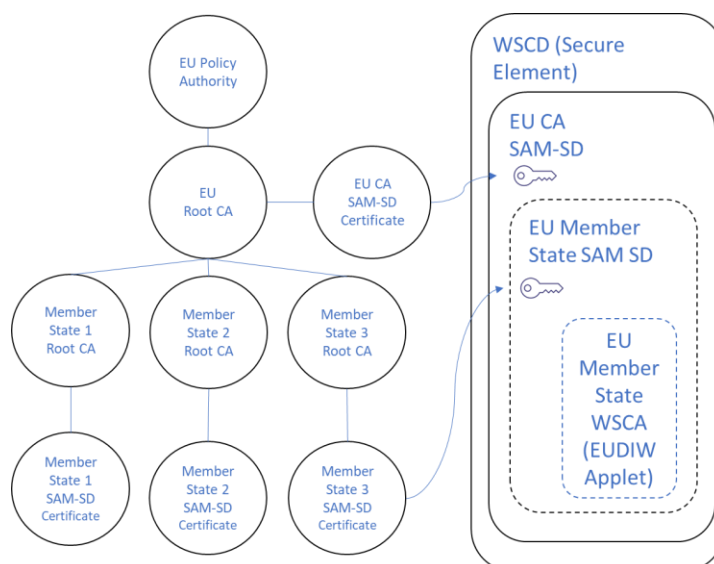 EU Policy
Authority
EU
Root CA
EU CA
SAM-SD
Certificate
Member
State 1
Root CA
Member
State 2
Root CA
Member
State 3
Root CA
Member
State 1
SAM-SD
Certificate
Member
State 2
SAM-SD
Certificate
Member
State 3
SAM-SD
Certificate
WSCD (Secure
Element)
EU CA
SAM-SD
EU Member
State SAM SD
EU
Member
State
WSCA
(EUDIW
Applet)